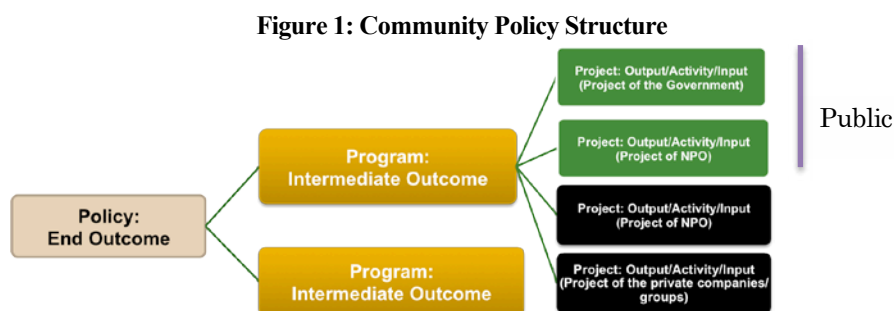 Figure 1: Community Policy Structure
Project: Output/Activity/Input
(Project of the Government)
Public
Project: Output/Activity/Input
(Project of NPO)
Program:
Intermediate Outcome
Project: Output/Activity/Input
(Project of NPO)
Policy:
End Outcome
Program:
Intermediate Outcome
Project: Output/Activity/Input
(Project of the private companies/
groups)